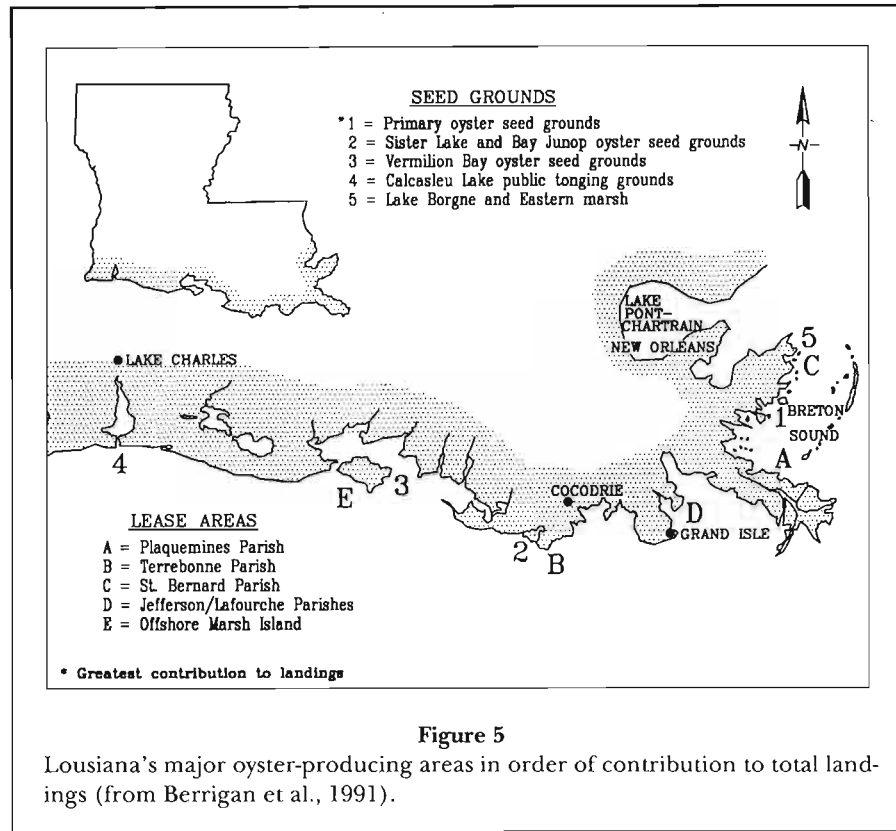 SEED GROUNDS
*1 = Primary oyster seed grounds
2 = Sister Lake and Bay Junop oyster seed grounds
3 = Vermilion Bay oyster seed grounds
4 = Calcasleu Lake public tonging grounds
5 = Lake Borgne and Eastern marsh
-N-
LAKE
PONT-
CHARTRAIN
NEW ORLEANS
5
C
LAKE CHARLES
1
BRETON
SOUND
A
4
E
3
COCODRIE
D
GRAND ISLE
2
B
LEASE AREAS
A = Plaquemines Parish
B = Terrebonne Parish
C = St. Bernard Parish
D = Jefferson/Lafourche Parishes
E = Offshore Marsh Island
* Greatest contribution to landings
Figure 5
Lousiana's major oyster-producing areas in order of contribution to total land-
ings (from Berrigan et al., 1991).